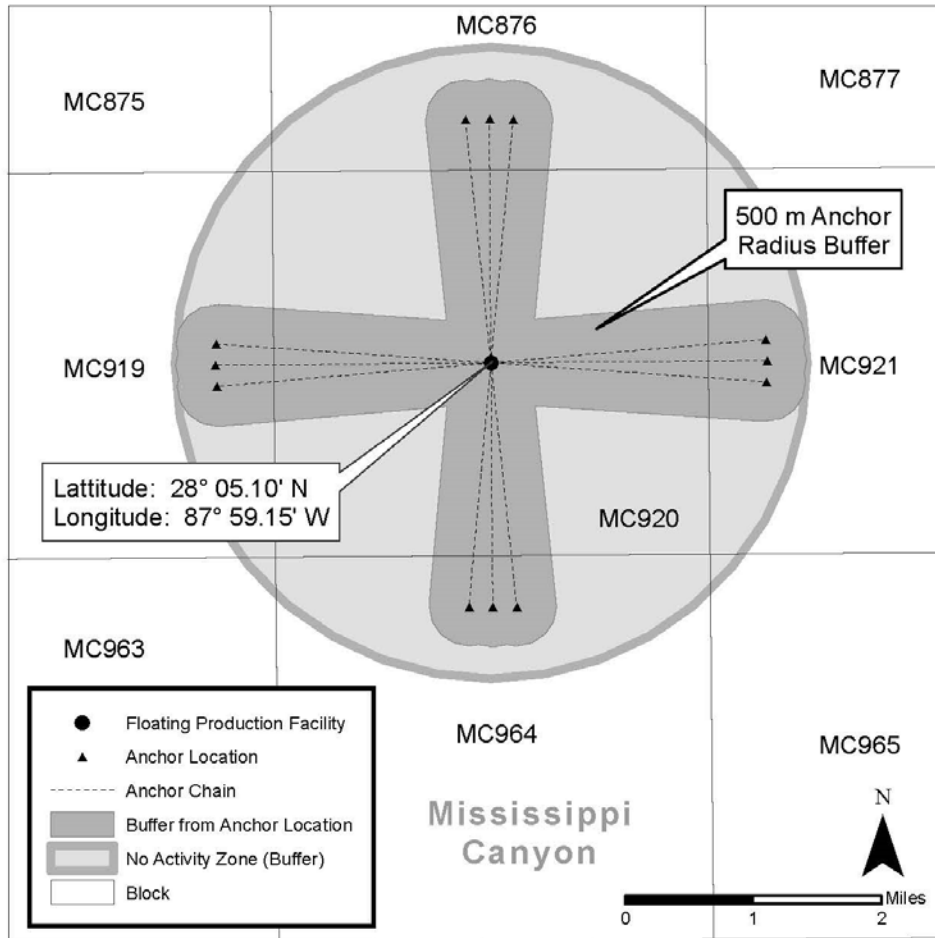 MC876
MC875
MC877
500 m Anchor
Radius Buffer
MC919
MC921
Lattitude: 28° 05.10' N
Longitude: 87° 59.15' W
MC920
MC963
MC964
MC965
Floating Production Facility
Anchor Location
Anchor Chain
Buffer from Anchor Location
No Activity Zone (Buffer)
Block
Mississippi
Canyon
N
Miles
0 1 2